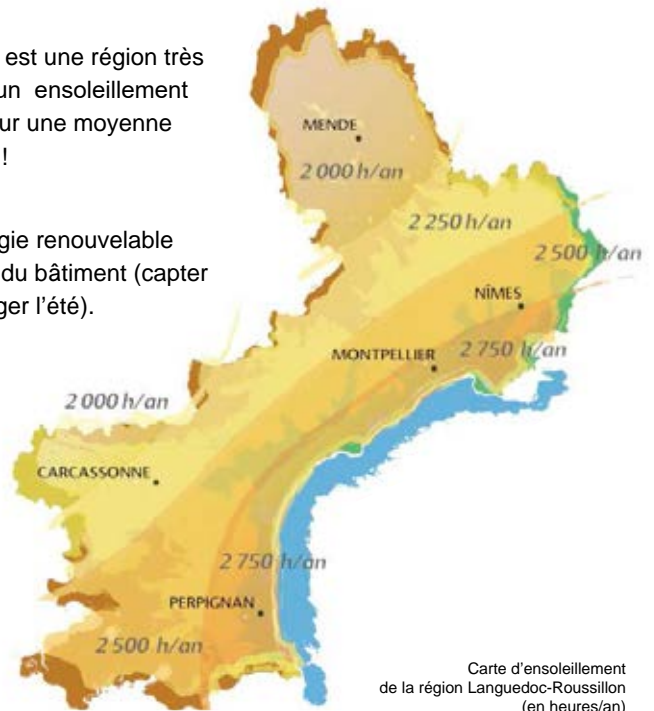 est une région très
un ensoleillement
ur une moyenne
!
gie renouvelable
du bâtiment (capter
ger l'été).
MENDE
2 000 h/an
2 250 h/an
2 500 h/an
NÎMES
2 750 h/an
MONTPELLIER
2 000 h/an
CARCASSONNE
2 750 h/an
PERPIGNAN
2 500 h/an
Carte d'ensoleillement
de la région Languedoc-Roussillon
(en heures/an)